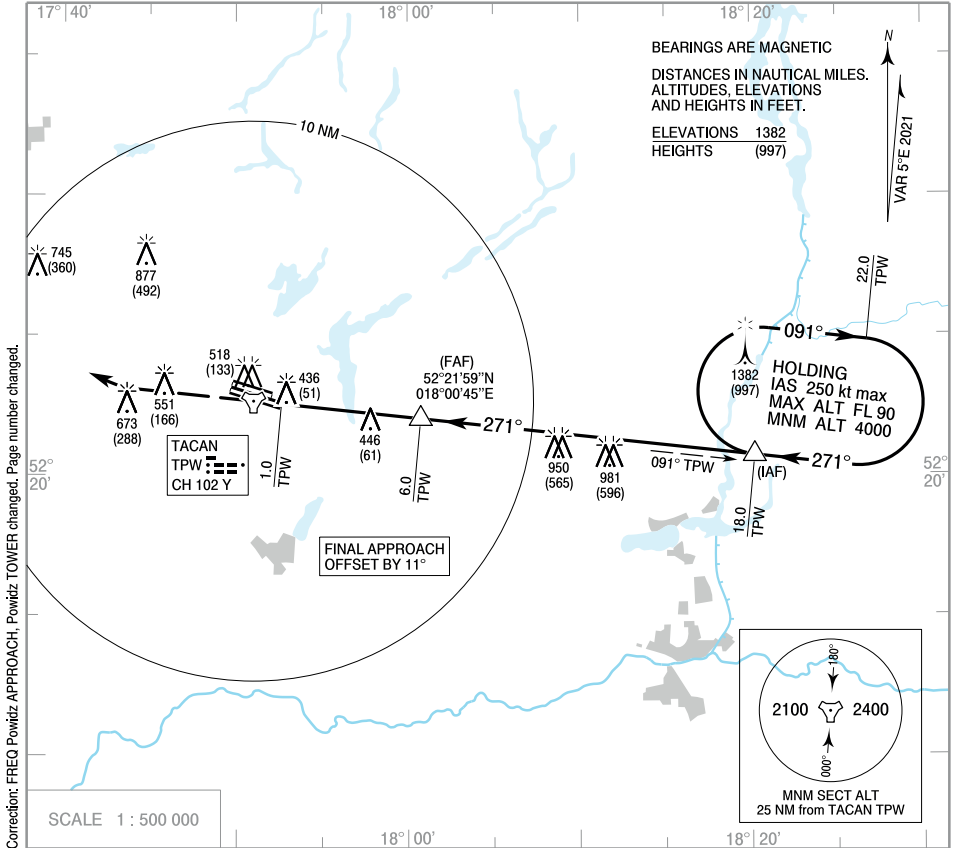 17° 40'
18° 00'
18° 20'
BEARINGS ARE MAGNETIC
DISTANCES IN NAUTICAL MILES.
ALTITUDES, ELEVATIONS
AND HEIGHTS IN FEET.
ELEVATIONS 1382
HEIGHTS (997)
N
VAR 5°E 2021
10 NM
745
(360)
877
(492)
22.0
TPW
091°
1382
(997)
HOLDING
IAS 250 kt max
MAX ALT FL 90
MNM ALT 4000
271°
(IAF)
518
(133)
436
(51)
551
(166)
673
(288)
(FAF)
52°21'59"N
018°00'45"E
271°
446
(61)
950
(565)
981
(596)
091° TPW
18.0
TPW
TACAN
TPW
CH 102 Y
1.0
TPW
6.0
TPW
52°
20'
52°
20'
FINAL APPROACH
OFFSET BY 11°
180°
2100
2400
000°
MNM SECT ALT
25 NM from TACAN TPW
SCALE 1 : 500 000
18° 00'
18° 20'
Correction: FREQ Powidz APPROACH, Powidz TOWER changed. Page number changed.